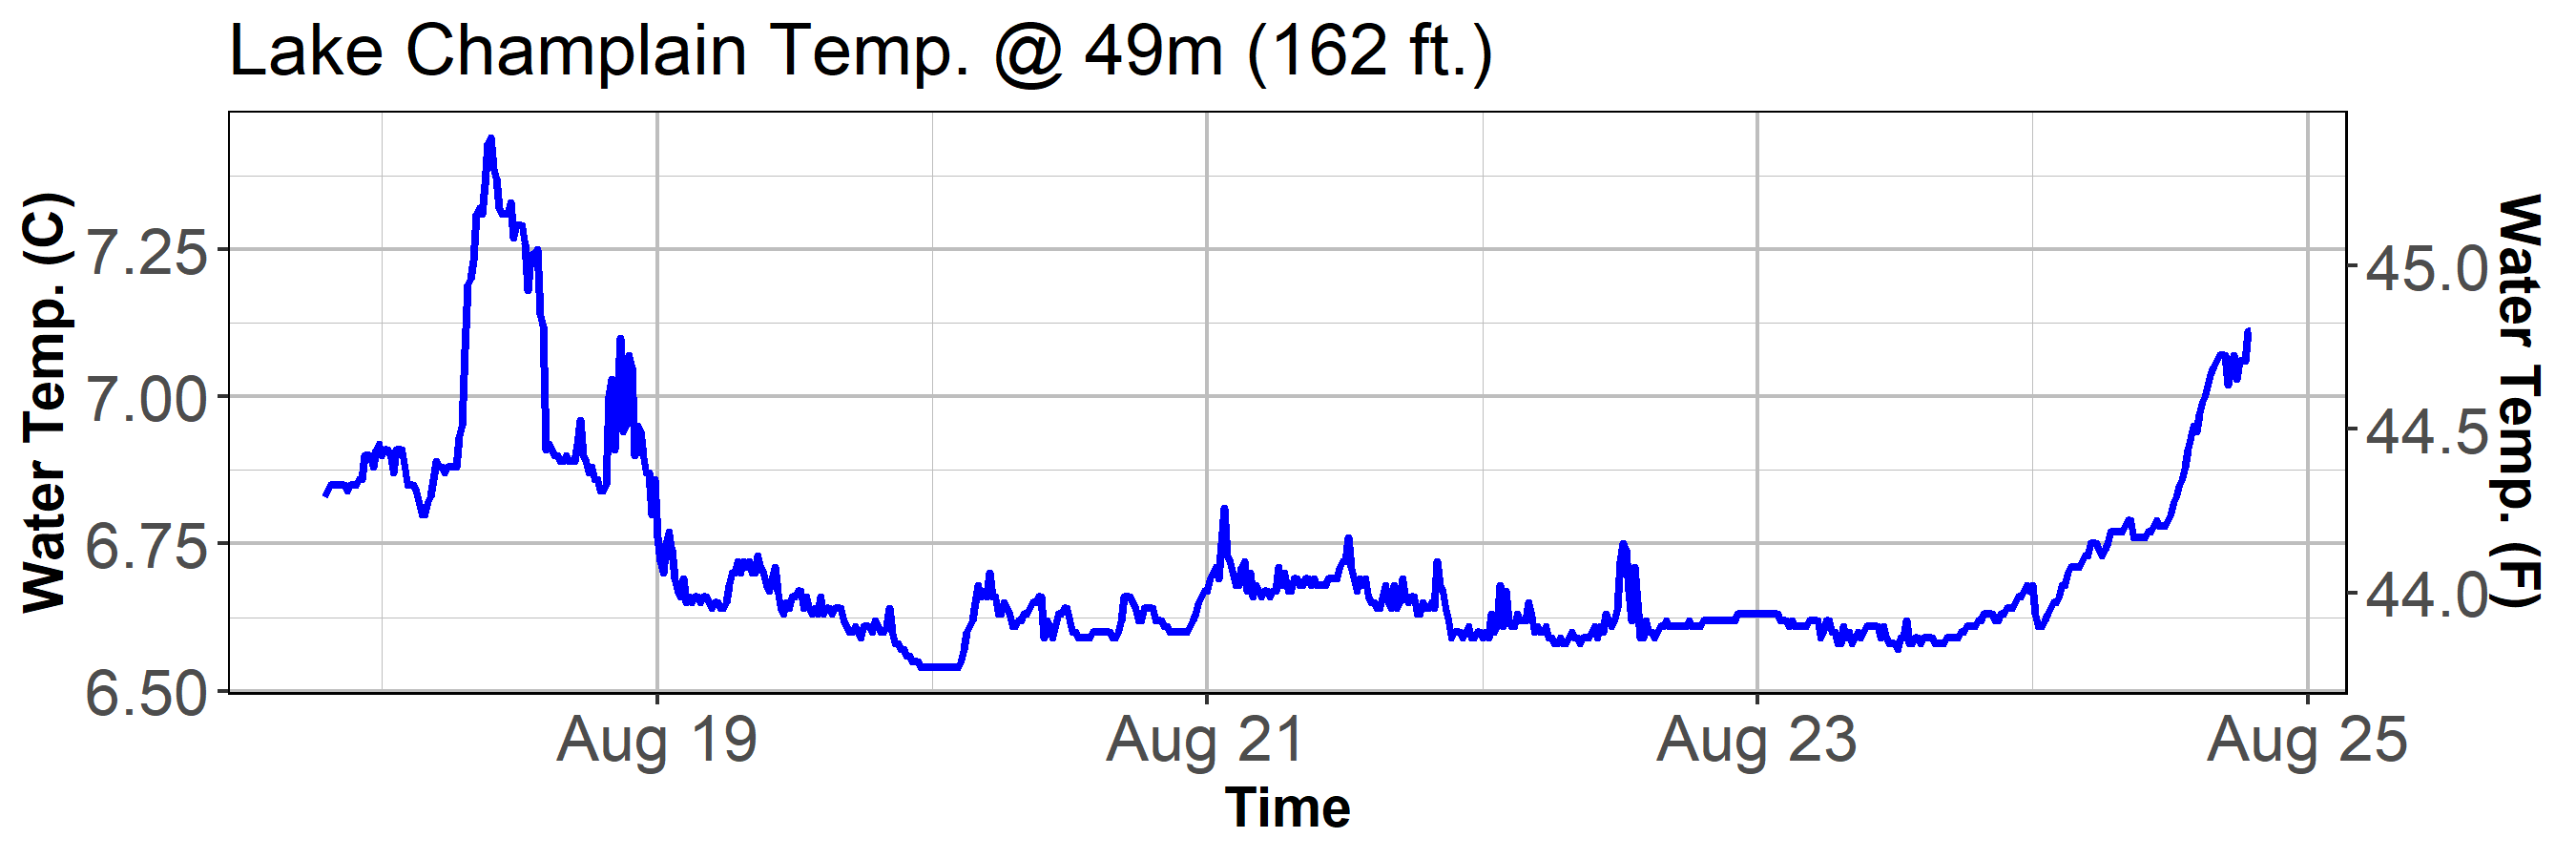 Lake Champlain Temp. @ 49m (162 ft.)
Water Temp. (C)
7.25
7.00
6.75
6.50
45.0
44.5
44.0
Water Temp. (F)
Aug 19
Aug 21
Aug 23
Aug 25
Time